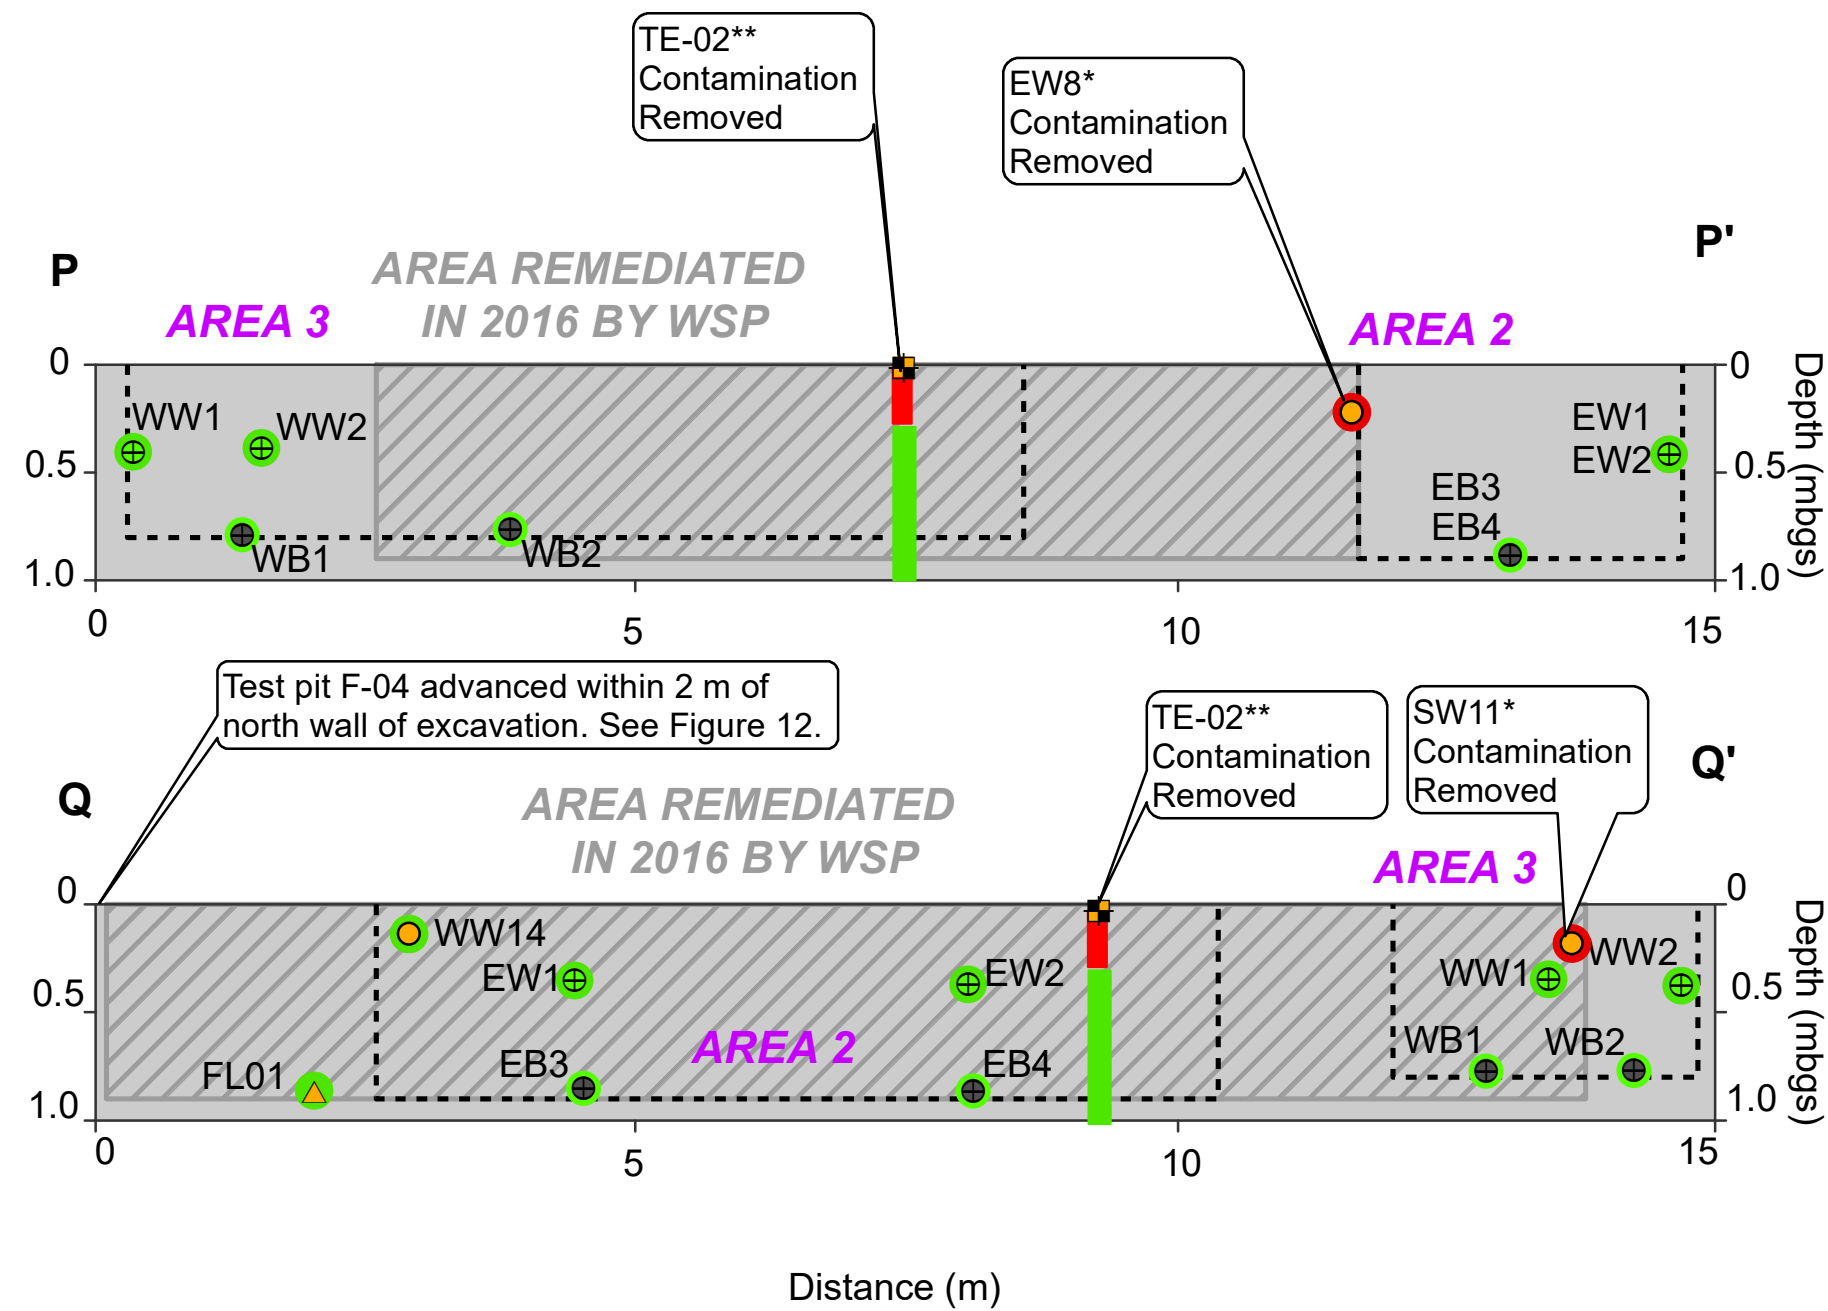 TE-02**
Contamination
Removed
EW8*
Contamination
Removed
P
P'
AREA REMEDIATED
IN 2016 BY WSP
AREA 3
AREA 2
0
0
WW1
WW2
EW1
EW2
0.5
0.5
EB3
EB4
WB1
WB2
1.0
1.0
Depth (mbgs)
0
5
10
15
Test pit F-04 advanced within 2 m of
north wall of excavation. See Figure 12.
TE-02**
Contamination
Removed
SW11*
Contamination
Removed
Q
Q'
AREA REMEDIATED
IN 2016 BY WSP
AREA 3
0
0
WW14
EW1
EW2
WW1
WW2
0.5
0.5
AREA 2
FL01
EB3
EB4
WB1
WB2
1.0
1.0
Depth (mbgs)
0
5
10
15
Distance (m)